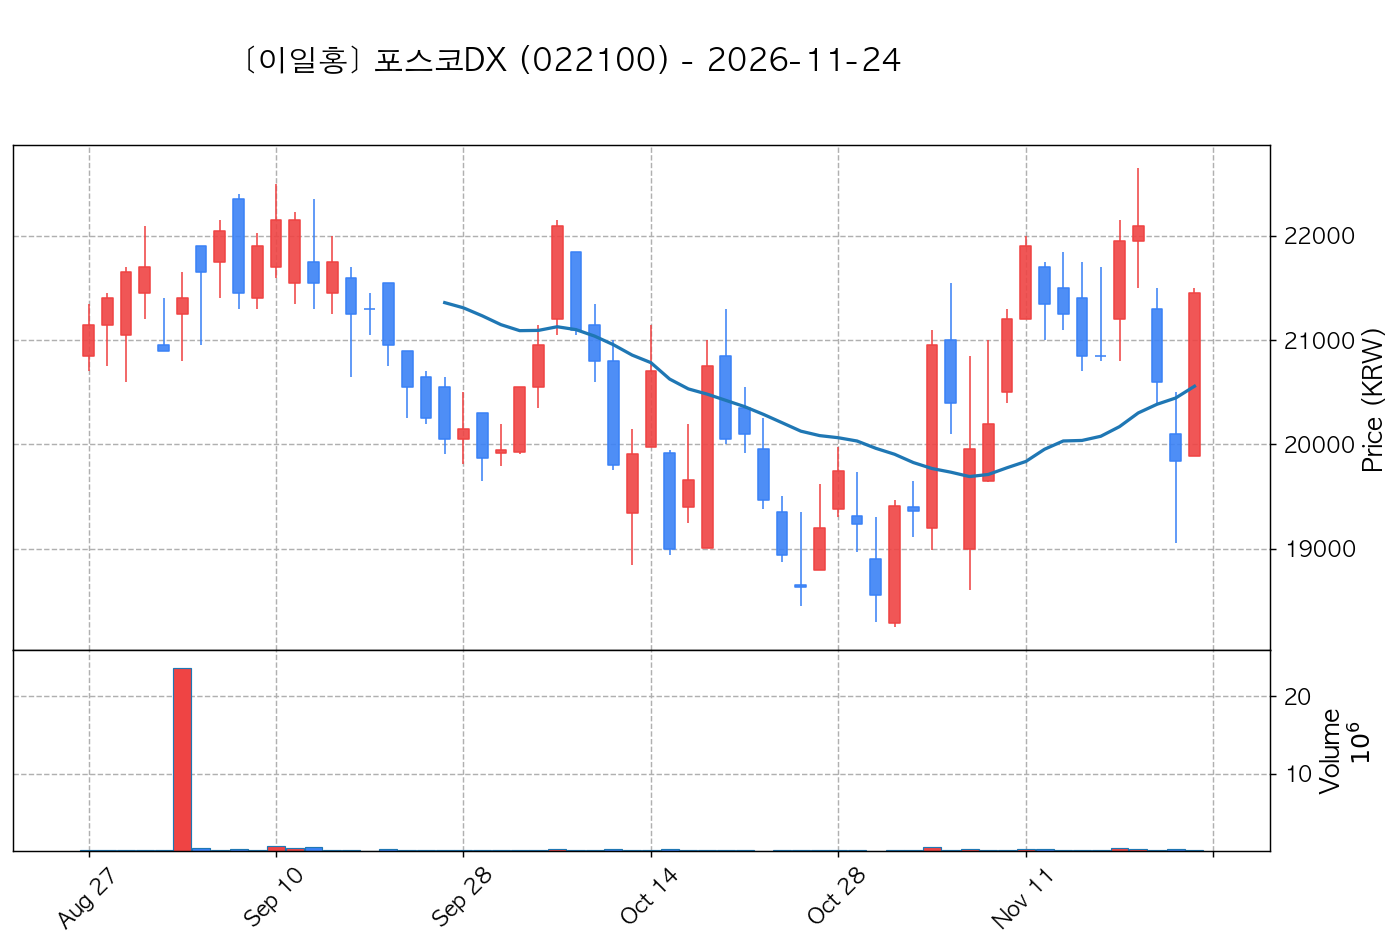 〔이일홍〕 포스코DX (022100) - 2026-11-24
22000
21000
20000
19000
Price (KRW)
20
10
Volume
10⁶
Aug 27
Sep 10
Sep 28
Oct 14
Oct 28
Nov 11